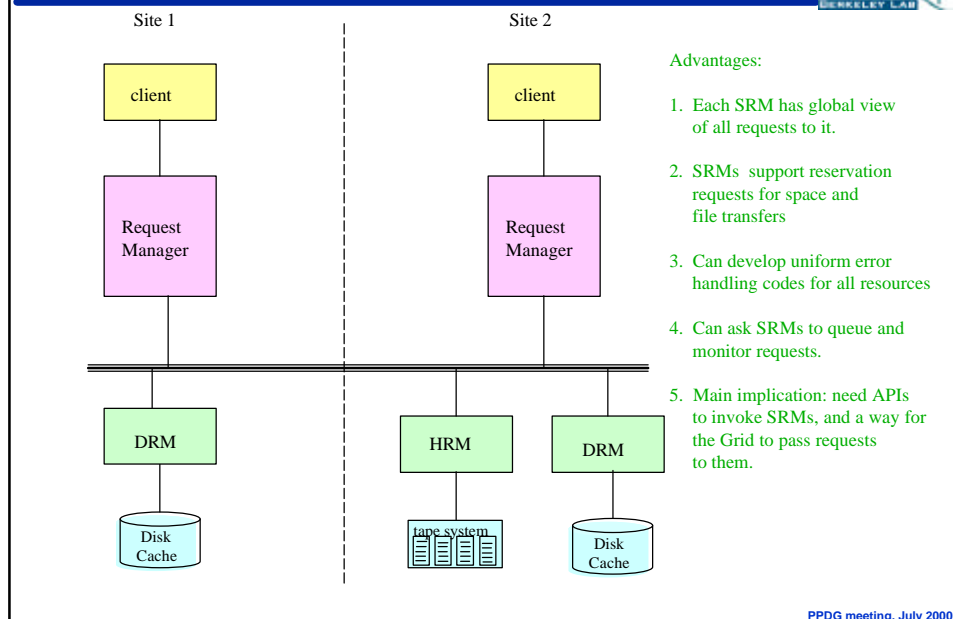 BERKELEY LAB
Site 1
Site 2
client
client
Request
Manager
Request
Manager
DRM
HRM
DRM
Disk
Cache
tape system
Disk
Cache
Advantages:
1. Each SRM has global view
of all requests to it.
2. SRMs support reservation
requests for space and
file transfers
3. Can develop uniform error
handling codes for all resources
4. Can ask SRMs to queue and
monitor requests.
5. Main implication: need APIs
to invoke SRMs, and a way for
the Grid to pass requests
to them.
PPDG meeting, July 2000